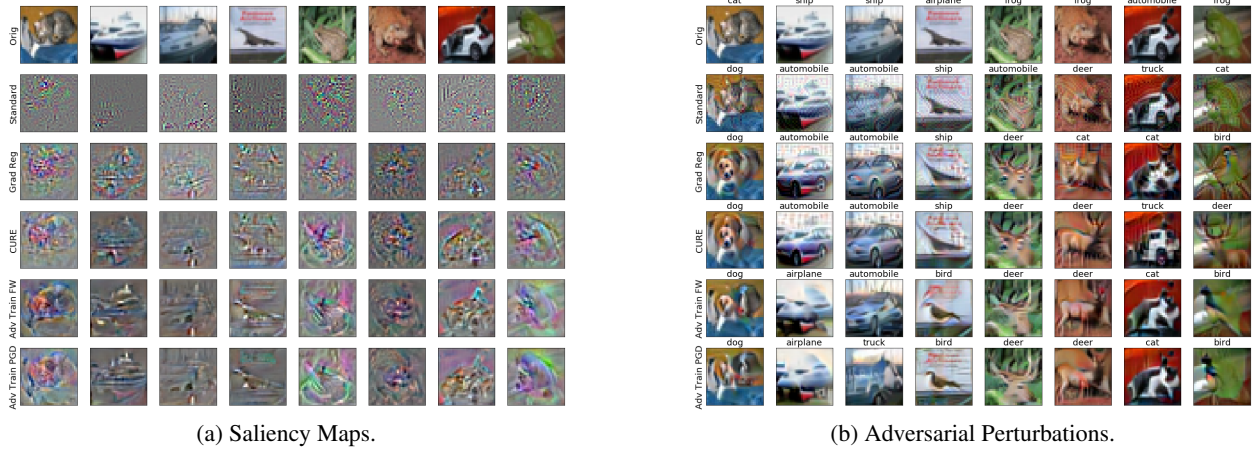 Orig
Standard
Grad Reg
CURE
Adv Train FW
Adv Train PGD
(a) Saliency Maps.
cat ship ship airplane frog frog automobile frog
Orig
dog automobile automobile ship automobile deer truck cat
Standard
dog automobile automobile ship deer cat cat bird
Grad Reg
dog automobile automobile ship deer deer truck deer
CURE
dog airplane automobile bird deer deer cat bird
Adv Train FW
dog airplane truck bird deer deer cat bird
Adv Train PGD
(b) Adversarial Perturbations.